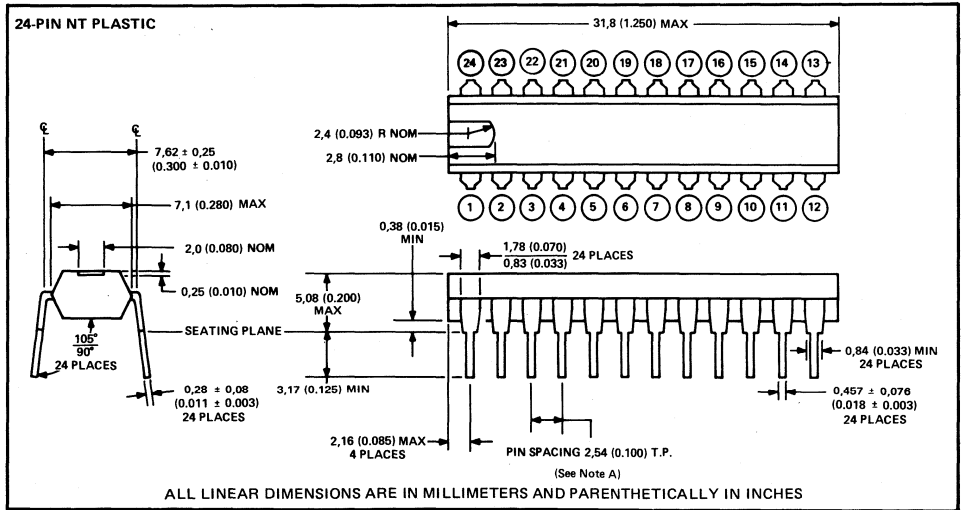 24-PIN NT PLASTIC
31,8 (1.250) MAX
24 23 22 21 20 19 18 17 16 15 14 13
℄ ℄
7,62 ± 0,25
(0.300 ± 0.010)
2,4 (0.093) R NOM
2,8 (0.110) NOM
7,1 (0.280) MAX
1 2 3 4 5 6 7 8 9 10 11 12
0,38 (0.015)
MIN
2,0 (0.080) NOM
1,78 (0.070)
0,83 (0.033)
24 PLACES
0,25 (0.010) NOM
5,08 (0.200)
MAX
SEATING PLANE
105°
90°
24 PLACES
0,84 (0.033) MIN
24 PLACES
3,17 (0.125) MIN
0,28 ± 0,08
(0.011 ± 0.003)
24 PLACES
0,457 ± 0,076
(0.018 ± 0.003)
24 PLACES
2,16 (0.085) MAX
4 PLACES
PIN SPACING 2,54 (0.100) T.P.
(See Note A)
ALL LINEAR DIMENSIONS ARE IN MILLIMETERS AND PARENTHETICALLY IN INCHES